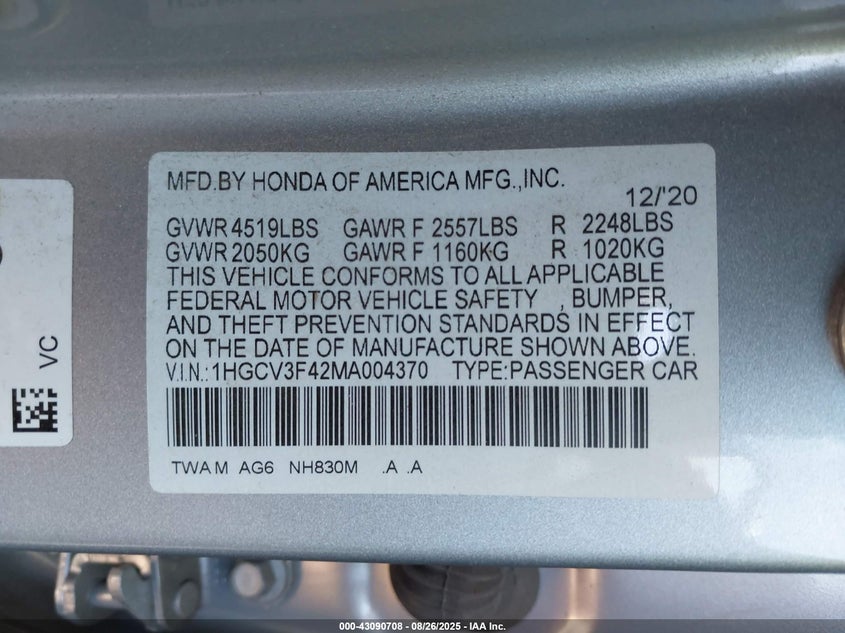 MFD.BY HONDA OF AMERICA MFG.,INC.
12/'20
GVWR 4519LBS GAWR F 2557LBS R 2248LBS
GVWR 2050KG GAWR F 1160KG R 1020KG
THIS VEHICLE CONFORMS TO ALL APPLICABLE
FEDERAL MOTOR VEHICLE SAFETY , BUMPER,
AND THEFT PREVENTION STANDARDS IN EFFECT
ON THE DATE OF MANUFACTURE SHOWN ABOVE.
V.I.N.:1HGCV3F42MA004370 TYPE:PASSENGER CAR
TWA M AG6 NH830M .A .A
VC
000-43090708 - 08/26/2025 - IAA Inc.